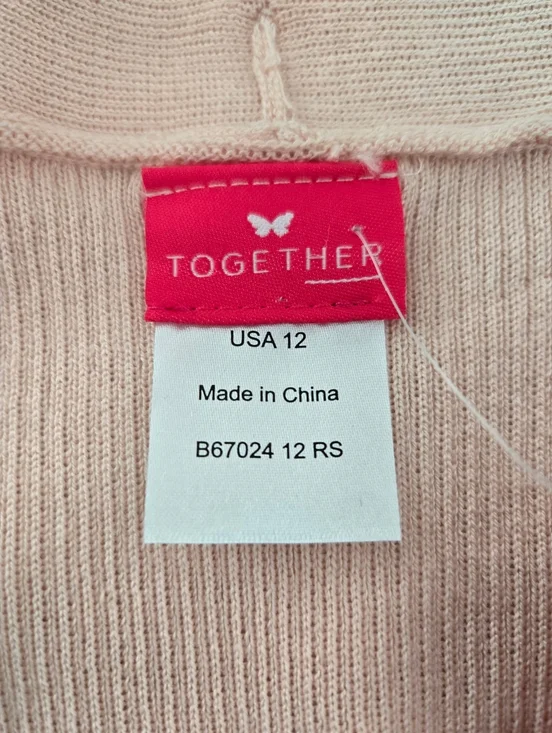 TOGETHER
USA 12
Made in China
B67024 12 RS